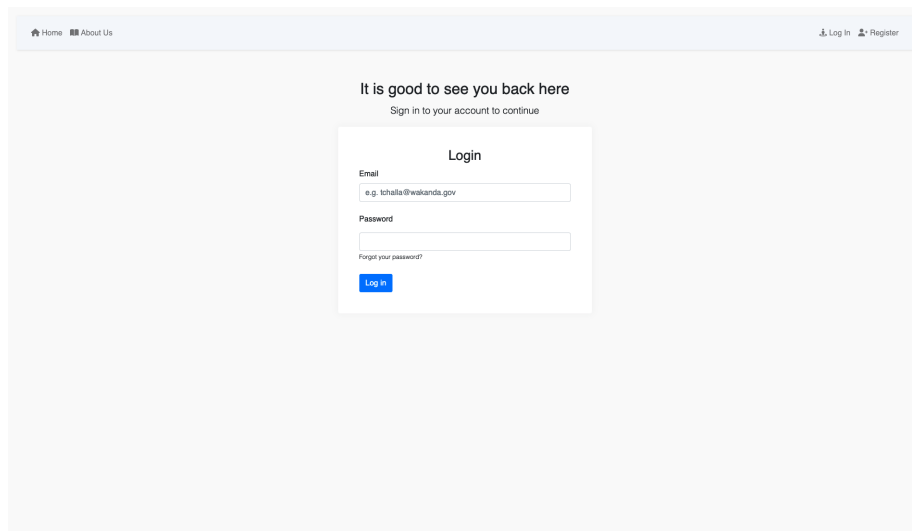 Home About Us Log In Register
It is good to see you back here
Sign in to your account to continue
Login
Email
e.g. tchalla@wakanda.gov
Password
Forgot your password?
Log in